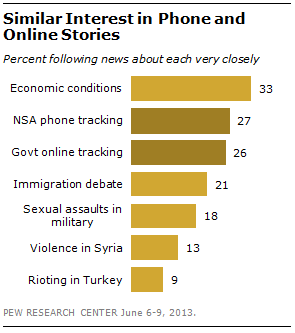 Similar Interest in Phone and
Online Stories
Percent following news about each very closely
Economic conditions 33
NSA phone tracking 27
Govt online tracking 26
Immigration debate 21
Sexual assaults in
military 18
Violence in Syria 13
Rioting in Turkey 9
PEW RESEARCH CENTER June 6-9, 2013.